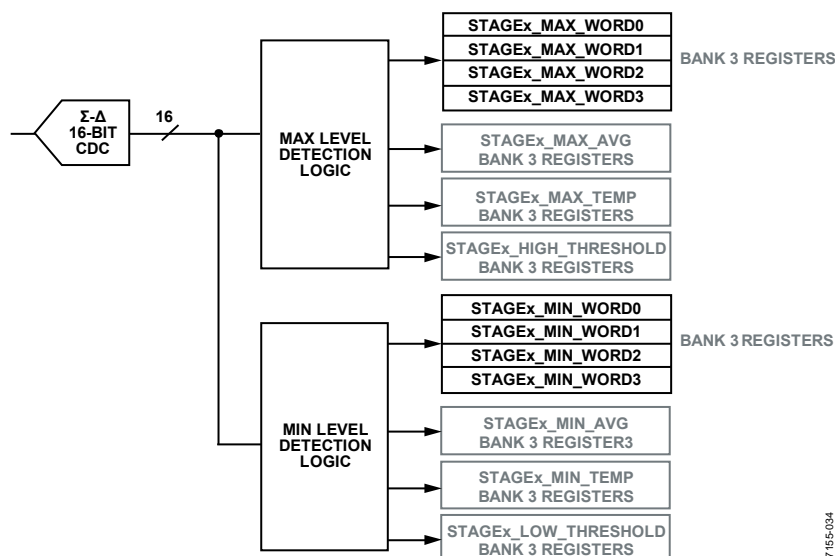 STAGEx_MAX_WORD0
STAGEx_MAX_WORD1
STAGEx_MAX_WORD2
STAGEx_MAX_WORD3
BANK 3 REGISTERS
Σ-Δ
16-BIT
CDC
16
MAX LEVEL
DETECTION
LOGIC
STAGEx_MAX_AVG
BANK 3 REGISTERS
STAGEx_MAX_TEMP
BANK 3 REGISTERS
STAGEx_HIGH_THRESHOLD
BANK 3 REGISTERS
STAGEx_MIN_WORD0
STAGEx_MIN_WORD1
STAGEx_MIN_WORD2
STAGEx_MIN_WORD3
BANK 3 REGISTERS
MIN LEVEL
DETECTION
LOGIC
STAGEx_MIN_AVG
BANK 3 REGISTER3
STAGEx_MIN_TEMP
BANK 3 REGISTERS
STAGEx_LOW_THRESHOLD
BANK 3 REGISTERS
155-034